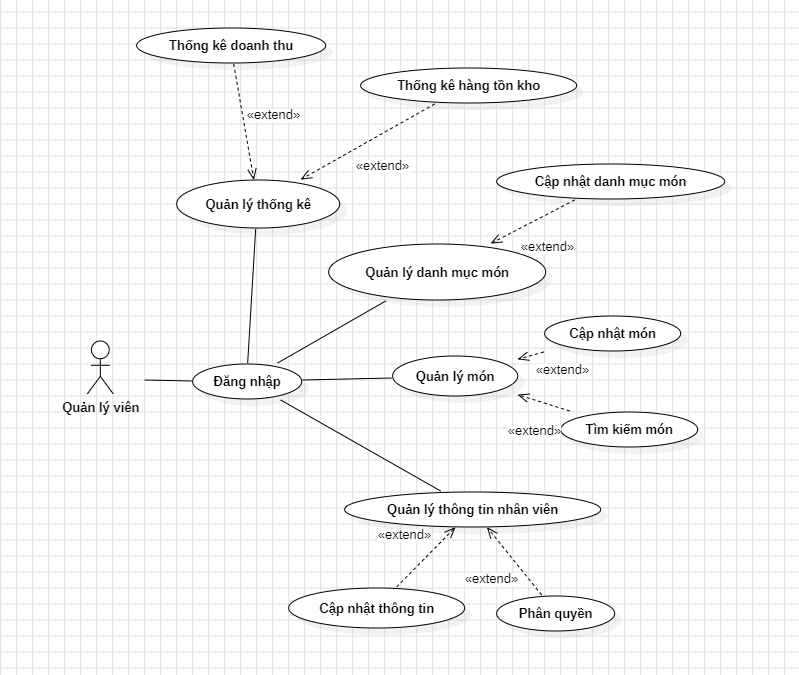 Thống kê doanh thu
Thống kê hàng tồn kho
«extend»
«extend»
Cập nhật danh mục món
Quản lý thống kê
«extend»
Quản lý danh mục món
Cập nhật món
«extend»
Quản lý món
Đăng nhập
Quản lý viên
Tìm kiếm món
«extend»
Quản lý thông tin nhân viên
«extend»
«extend»
Cập nhật thông tin
Phân quyền